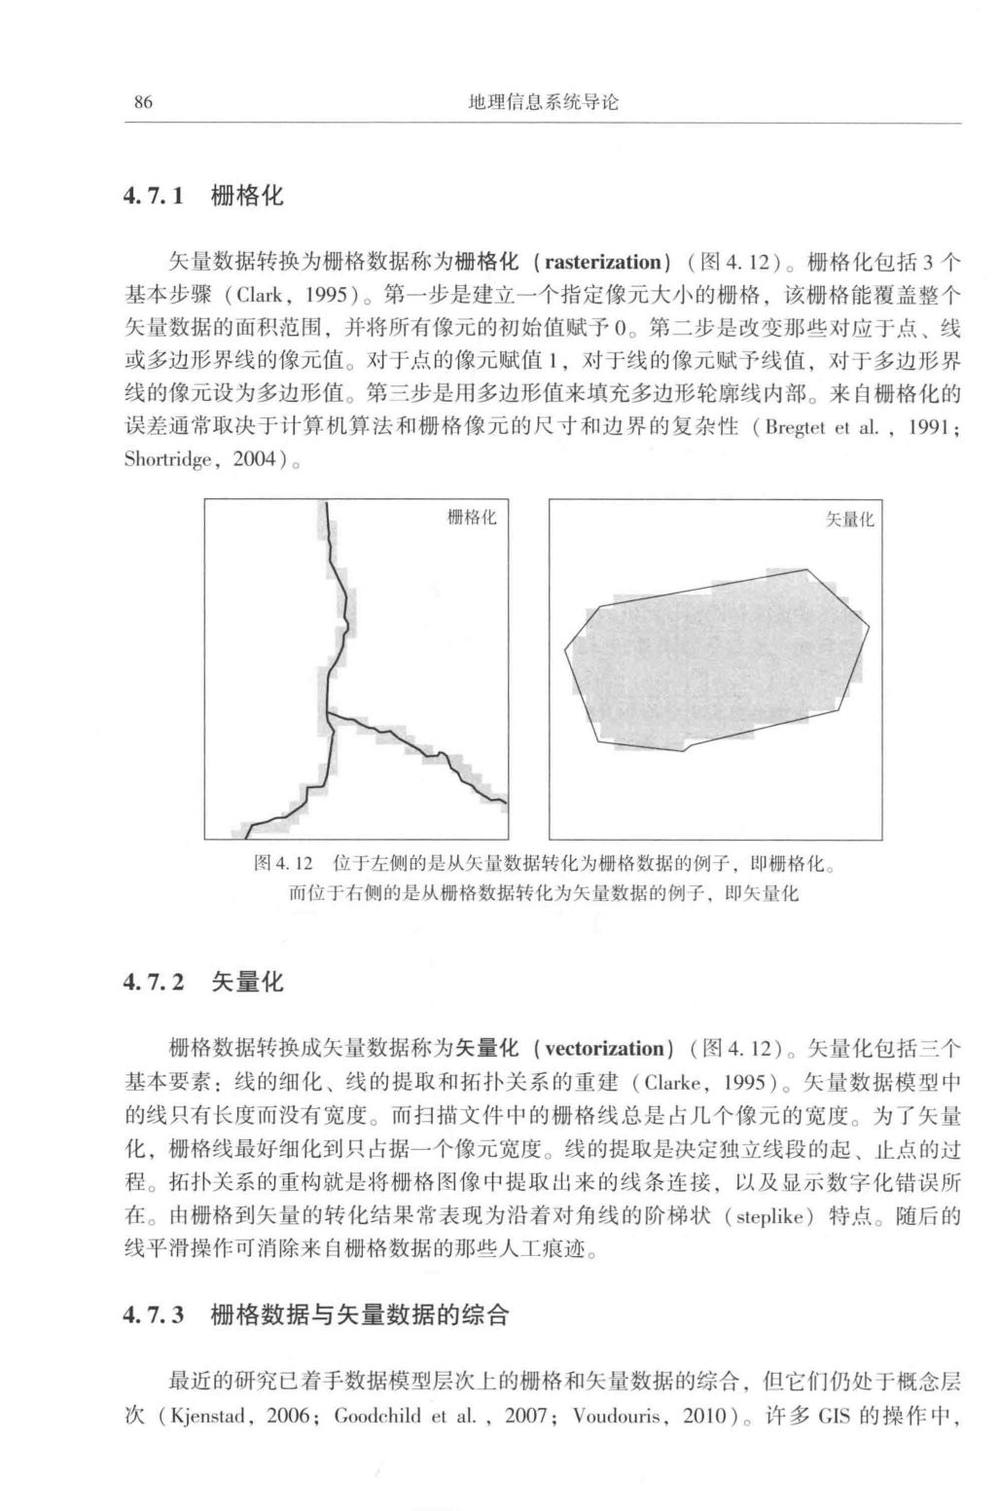 86
地理信息系统导论
4.7.1 栅格化
矢量数据转换为栅格数据称为栅格化（rasterization）（图 4.12）。栅格化包括 3 个
基本步骤（Clark，1995）。第一步是建立一个指定像元大小的栅格，该栅格能覆盖整个
矢量数据的面积范围，并将所有像元的初始值赋予 0。第二步是改变那些对应于点、线
或多边形界线的像元值。对于点的像元赋值 1，对于线的像元赋予线值，对于多边形界
线的像元设为多边形值。第三步是用多边形值来填充多边形轮廓线内部。来自栅格化的
误差通常取决于计算机算法和栅格像元的尺寸和边界的复杂性（Bregtet et al.，1991；
Shortridge，2004）。
栅格化
矢量化
图 4.12 位于左侧的是从矢量数据转化为栅格数据的例子，即栅格化。
而位于右侧的是从栅格数据转化为矢量数据的例子，即矢量化
4.7.2 矢量化
栅格数据转换成矢量数据称为矢量化（vectorization）（图 4.12）。矢量化包括三个
基本要素：线的细化、线的提取和拓扑关系的重建（Clarke，1995）。矢量数据模型中
的线只有长度而没有宽度。而扫描文件中的栅格线总是占几个像元的宽度。为了矢量
化，栅格线最好细化到只占据一个像元宽度。线的提取是决定独立线段的起、止点的过
程。拓扑关系的重构就是将栅格图像中提取出来的线条连接，以及显示数字化错误所
在。由栅格到矢量的转化结果常表现为沿着对角线的阶梯状（steplike）特点。随后的
线平滑操作可消除来自栅格数据的那些人工痕迹。
4.7.3 栅格数据与矢量数据的综合
最近的研究已着手数据模型层次上的栅格和矢量数据的综合，但它们仍处于概念层
次（Kjenstad，2006；Goodchild et al.，2007；Voudouris，2010）。许多 GIS 的操作中，